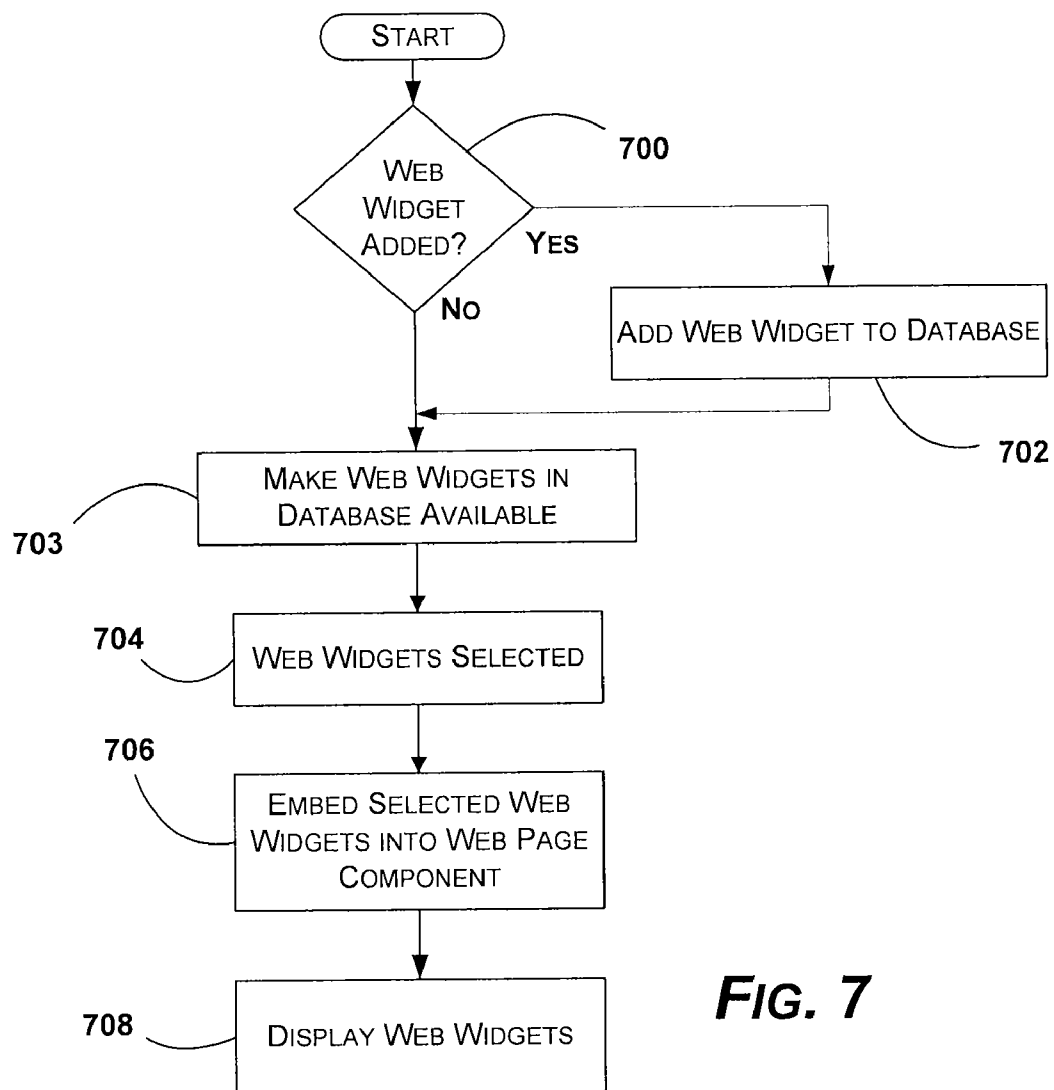 START
700
WEB
WIDGET
ADDED?
YES
NO
ADD WEB WIDGET TO DATABASE
702
MAKE WEB WIDGETS IN
DATABASE AVAILABLE
703
704
WEB WIDGETS SELECTED
706
EMBED SELECTED WEB
WIDGETS INTO WEB PAGE
COMPONENT
FIG. 7
708
DISPLAY WEB WIDGETS